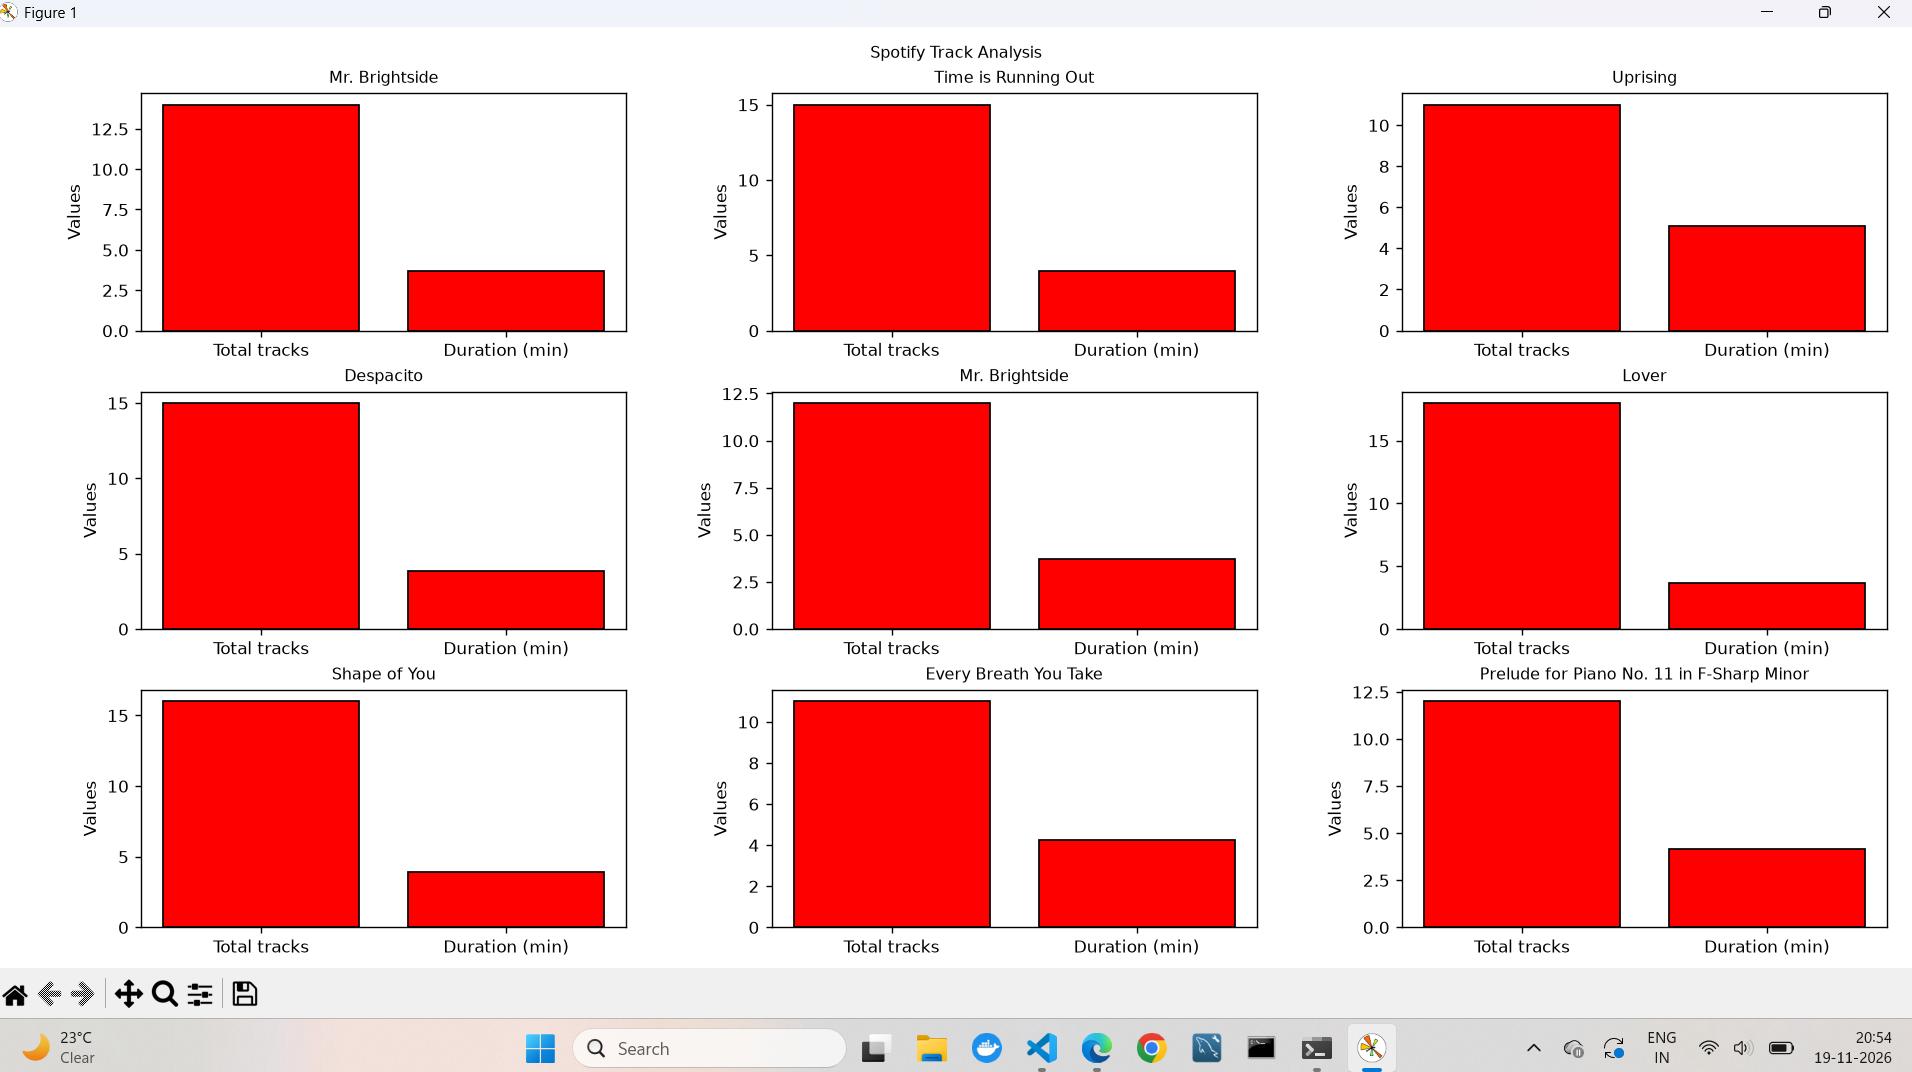 Figure 1
Spotify Track Analysis
Mr. Brightside
12.5
10.0
7.5
5.0
2.5
0.0
Values
Total tracks
Duration (min)
Time is Running Out
15
10
5
0
Values
Total tracks
Duration (min)
Uprising
10
8
6
4
2
0
Values
Total tracks
Duration (min)
Despacito
15
10
5
0
Values
Total tracks
Duration (min)
Mr. Brightside
12.5
10.0
7.5
5.0
2.5
0.0
Values
Total tracks
Duration (min)
Lover
15
10
5
0
Values
Total tracks
Duration (min)
Shape of You
15
10
5
0
Values
Total tracks
Duration (min)
Every Breath You Take
10
8
6
4
2
0
Values
Total tracks
Duration (min)
Prelude for Piano No. 11 in F-Sharp Minor
12.5
10.0
7.5
5.0
2.5
0.0
Values
Total tracks
Duration (min)
23°C
Clear
Search
ENG
IN
20:54
19-11-2026